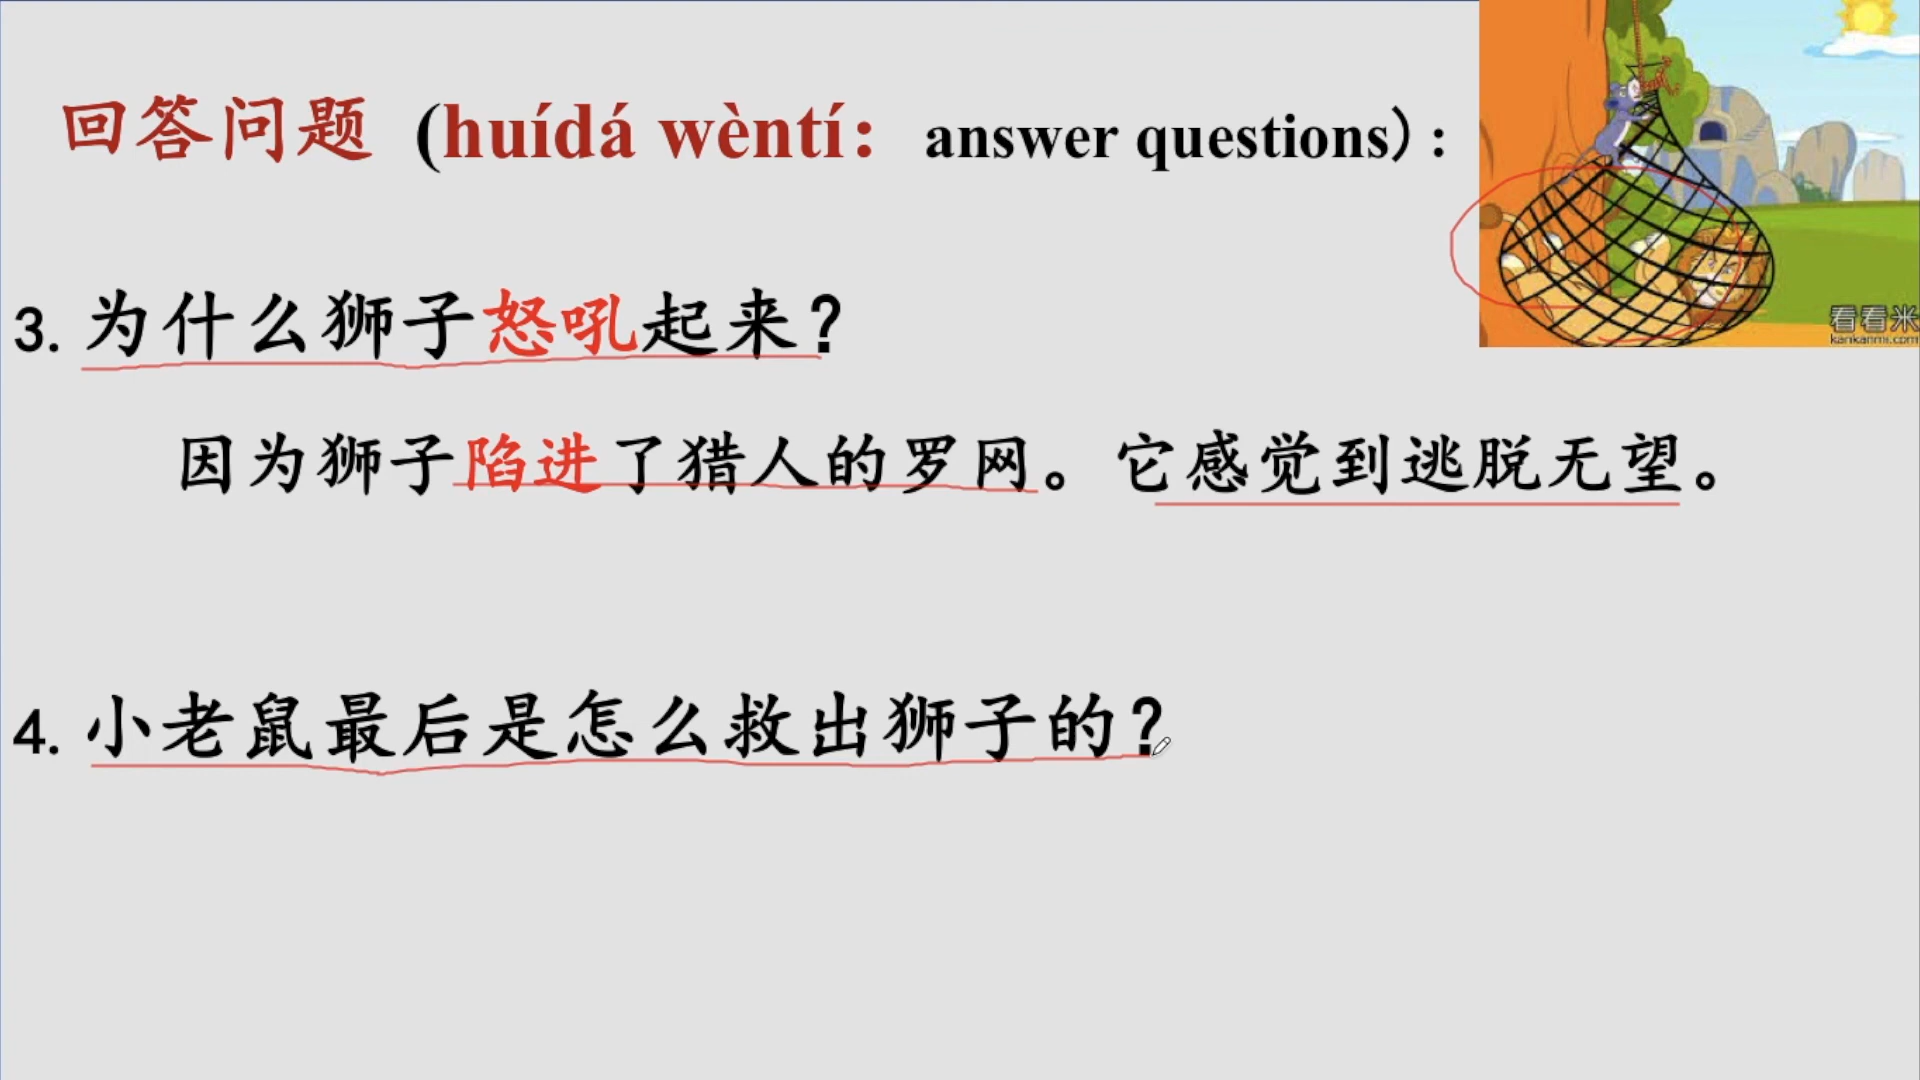 回答问题 (huídá wèntí: answer questions):
3. 为什么狮子怒吼起来?
因为狮子陷进了猎人的罗网。它感觉到逃脱无望。
4. 小老鼠最后是怎么救出狮子的?
看看米
kankanmi.com